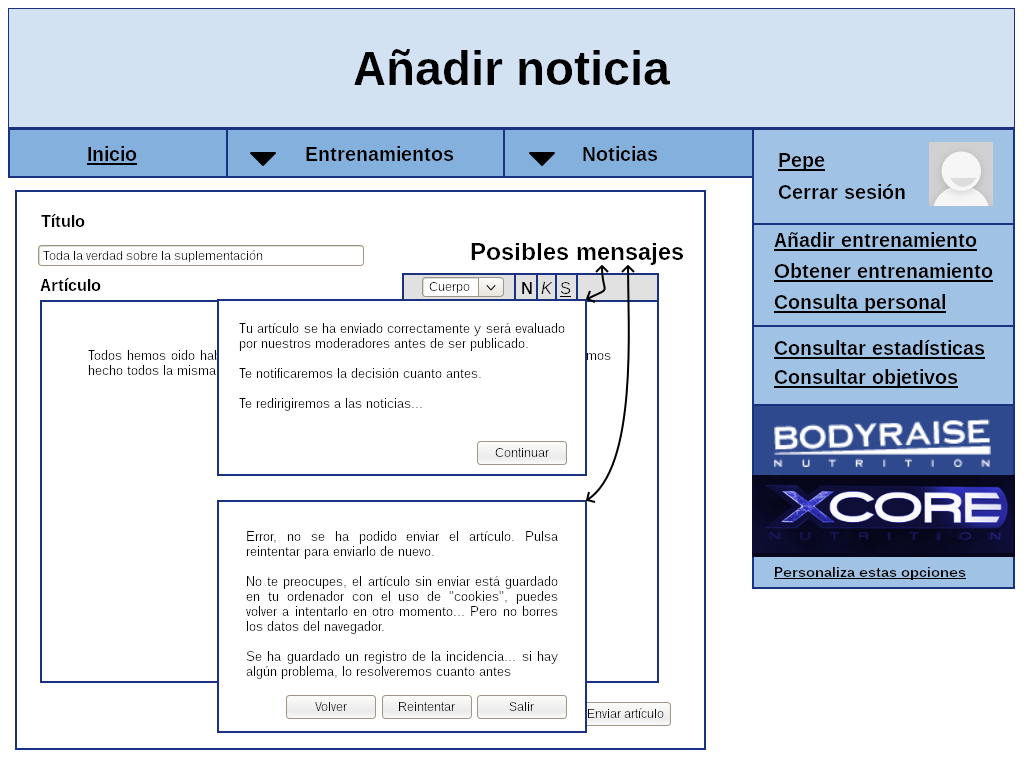 Añadir noticia
Inicio
Entrenamientos
Noticias
Pepe
Cerrar sesión
Título
Toda la verdad sobre la suplementación
Posibles mensajes
Artículo
Cuerpo
N K S
Todos hemos oido
mos
hecho todos la misma
Tu artículo se ha enviado correctamente y será evaluado
por nuestros moderadores antes de ser publicado.
Te notificaremos la decisión cuanto antes.
Te redirigiremos a las noticias...
Continuar
Error, no se ha podido enviar el artículo. Pulsa
reintentar para enviarlo de nuevo.
No te preocupes, el artículo sin enviar está guardado
en tu ordenador con el uso de "cookies", puedes
volver a intentarlo en otro momento... Pero no borres
los datos del navegador.
Se ha guardado un registro de la incidencia... si hay
algún problema, lo resolveremos cuanto antes
Volver
Reintentar
Salir
Enviar artículo
Añadir entrenamiento
Obtener entrenamiento
Consulta personal
Consultar estadísticas
Consultar objetivos
BODYRAISE
NUTRITION
XCORE
NUTRITION
Personaliza estas opciones